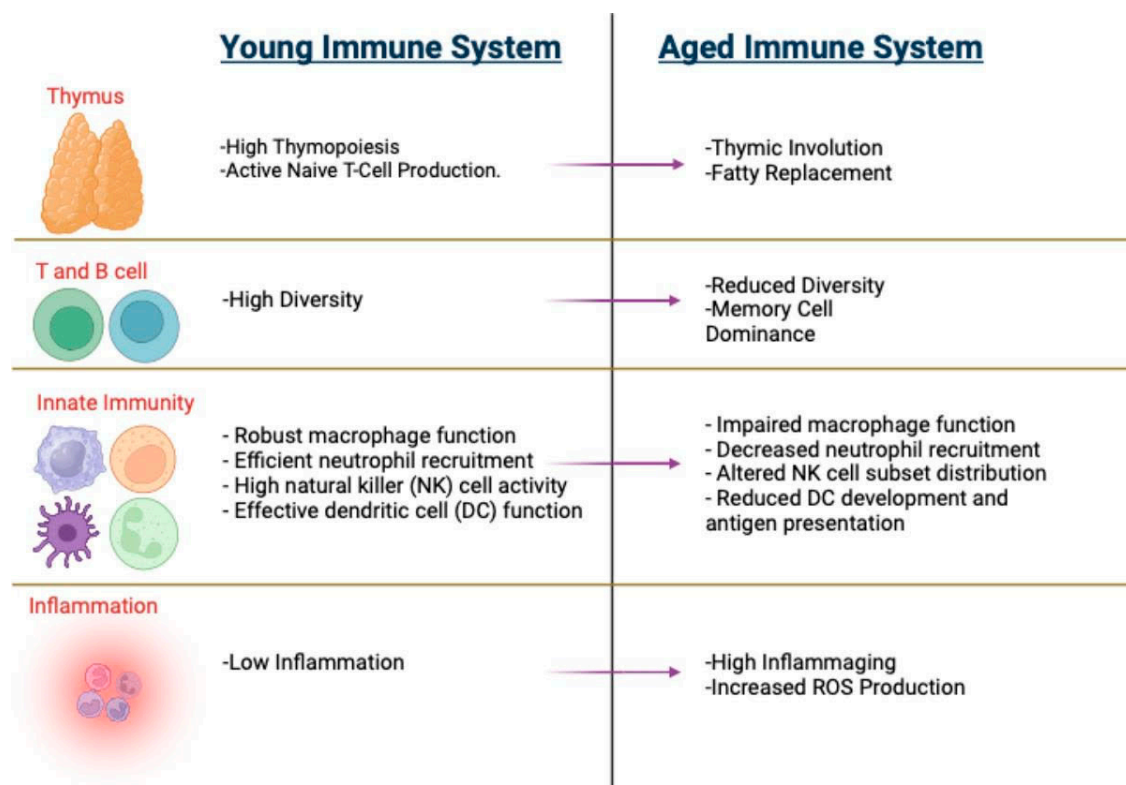 Young Immune System
Aged Immune System
Thymus
-High Thymopoiesis
-Active Naive T-Cell Production.
-Thymic Involution
-Fatty Replacement
T and B cell
-High Diversity
-Reduced Diversity
-Memory Cell
Dominance
Innate Immunity
- Robust macrophage function
- Efficient neutrophil recruitment
- High natural killer (NK) cell activity
- Effective dendritic cell (DC) function
- Impaired macrophage function
- Decreased neutrophil recruitment
- Altered NK cell subset distribution
- Reduced DC development and
antigen presentation
Inflammation
-Low Inflammation
-High Inflammaging
-Increased ROS Production